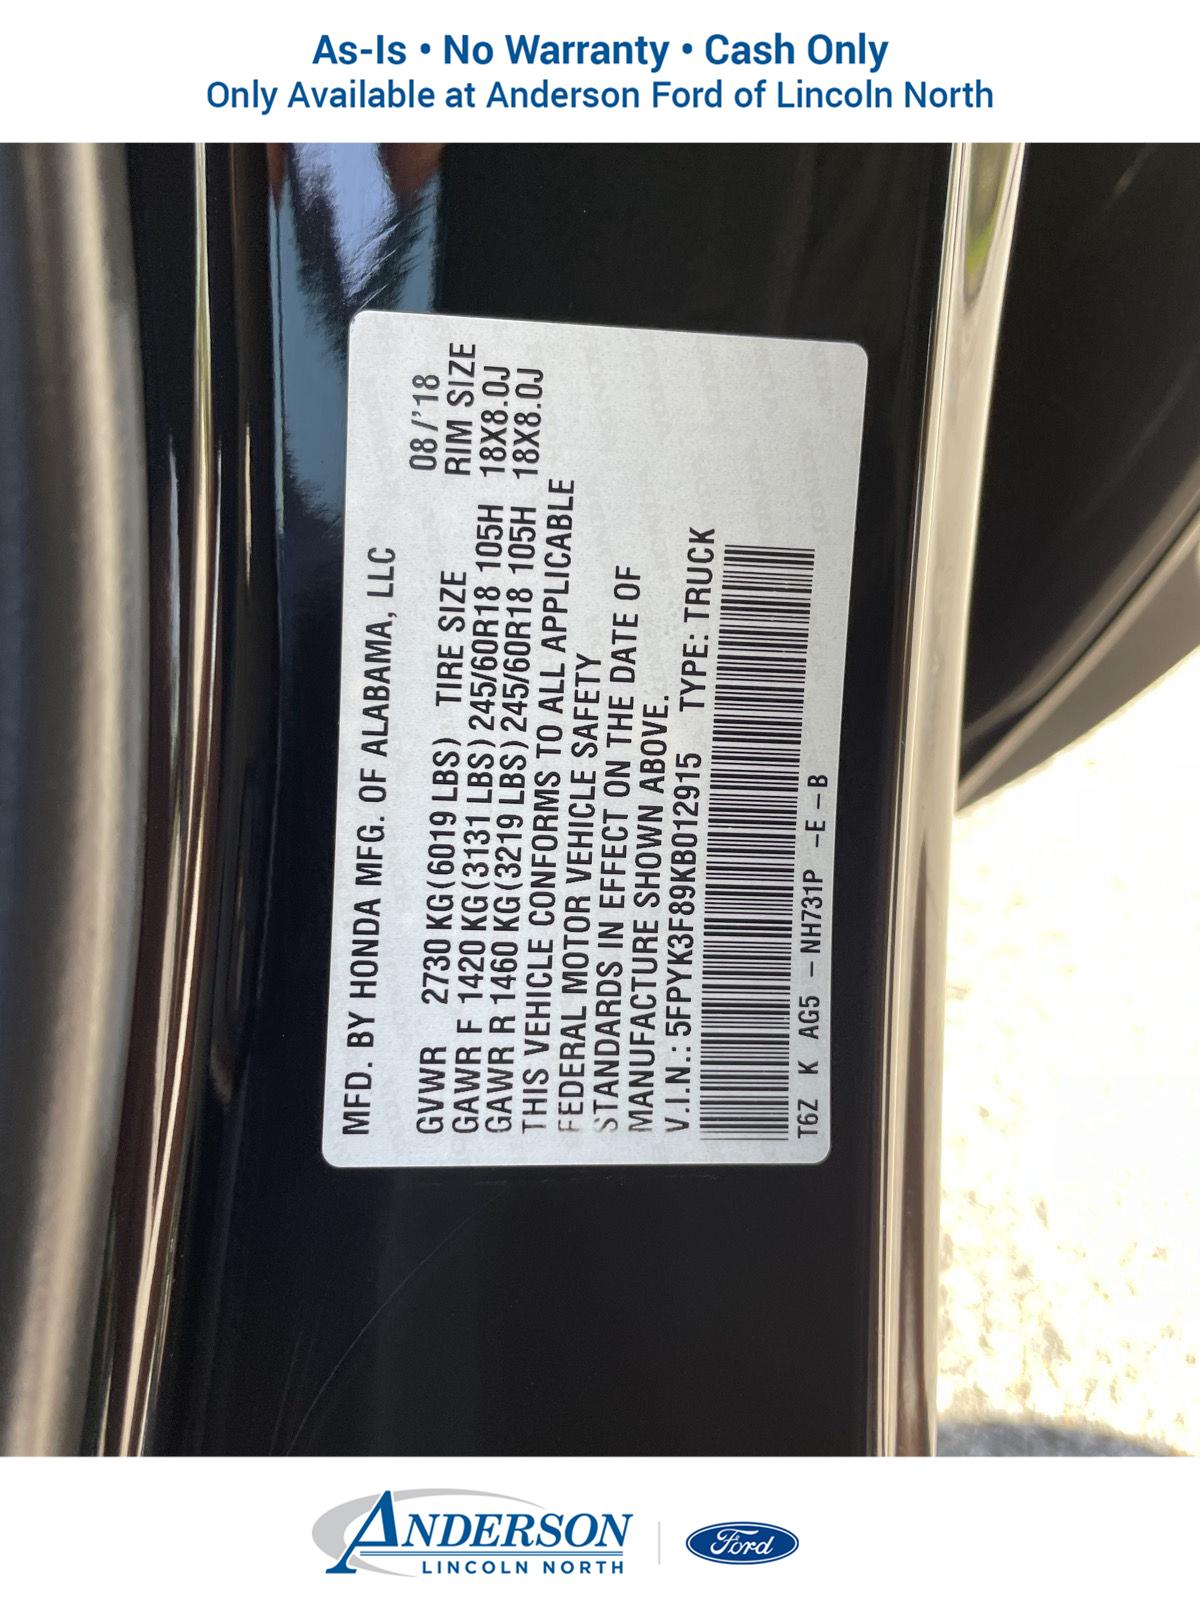 As-Is • No Warranty • Cash Only
Only Available at Anderson Ford of Lincoln North
MFD. BY HONDA MFG. OF ALABAMA, LLC
08/'18
GVWR 2730 KG(6019 LBS) TIRE SIZE RIM SIZE
GAWR F 1420 KG(3131 LBS) 245/60R18 105H 18X8.0J
GAWR R 1460 KG(3219 LBS) 245/60R18 105H 18X8.0J
THIS VEHICLE CONFORMS TO ALL APPLICABLE
FEDERAL MOTOR VEHICLE SAFETY
STANDARDS IN EFFECT ON THE DATE OF
MANUFACTURE SHOWN ABOVE.
V.I.N.: 5FPYK3F89KB012915 TYPE: TRUCK
T6Z K AG5 -NH731P -E-B
ANDERSON
LINCOLN NORTH
Ford